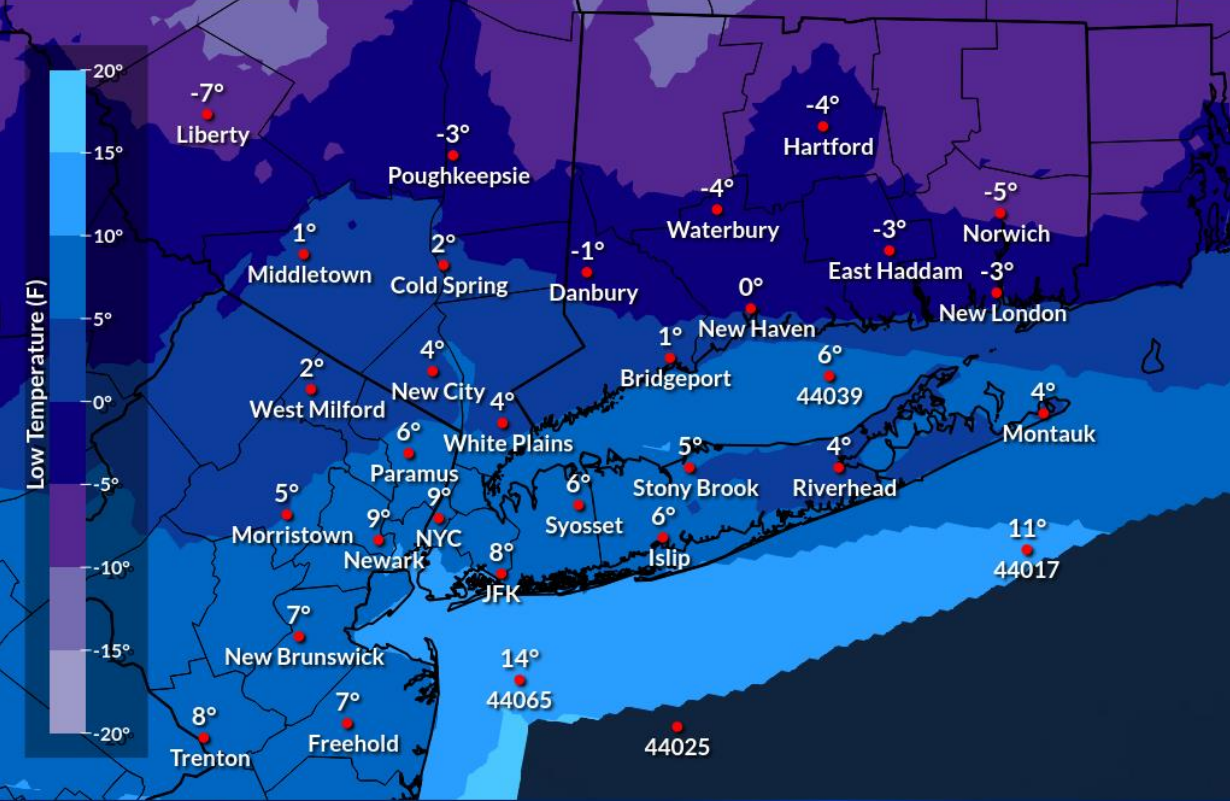 20°
15°
10°
5°
0°
-5°
-10°
-15°
-20°
Low Temperature (F)
-7°
Liberty
-3°
Poughkeepsie
-4°
Hartford
-4°
Waterbury
-5°
Norwich
1°
Middletown
2°
Cold Spring
-1°
Danbury
-3°
East Haddam
-3°
New London
0°
New Haven
1°
Bridgeport
6°
44039
2°
West Milford
4°
New City
4°
White Plains
4°
Montauk
6°
Paramus
5°
Stony Brook
4°
Riverhead
5°
Morristown
9°
Newark
9°
NYC
6°
Syosset
6°
Islip
8°
JFK
11°
44017
7°
New Brunswick
14°
44065
8°
Trenton
7°
Freehold
44025